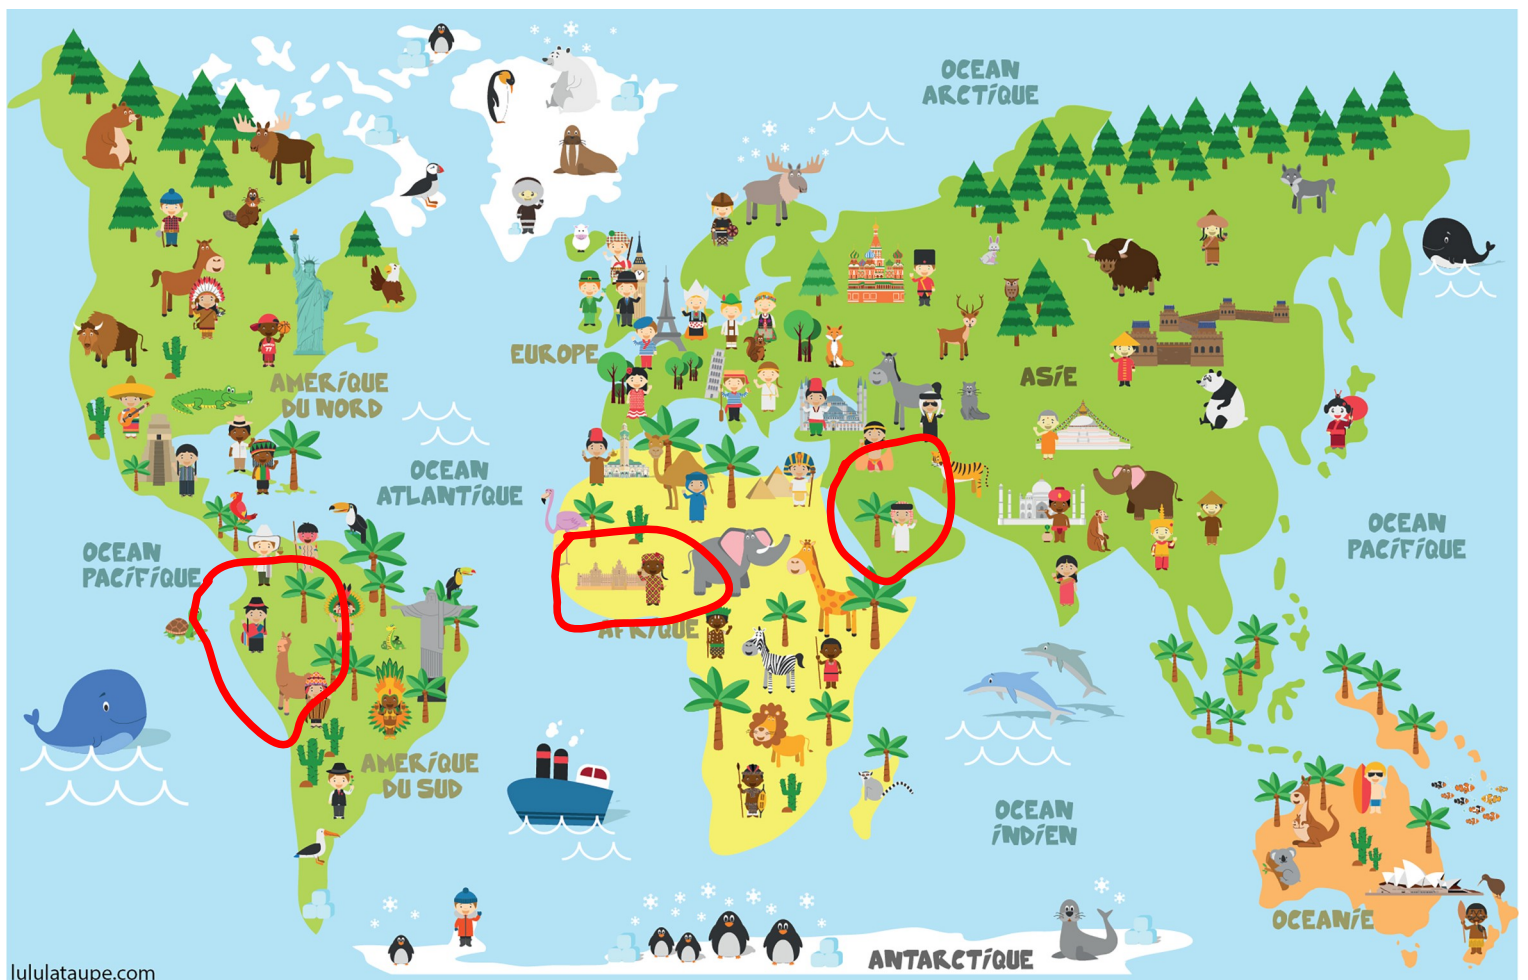 OCEAN
ARCTIQUE
EUROPE
ASIE
AMERIQUE
DU NORD
OCEAN
ATLANTIQUE
OCEAN
PACIFIQUE
OCEAN
PACIFIQUE
AFRIQUE
AMERIQUE
DU SUD
OCEAN
INDIEN
OCEANIE
ANTARCTIQUE
lululataupe.com